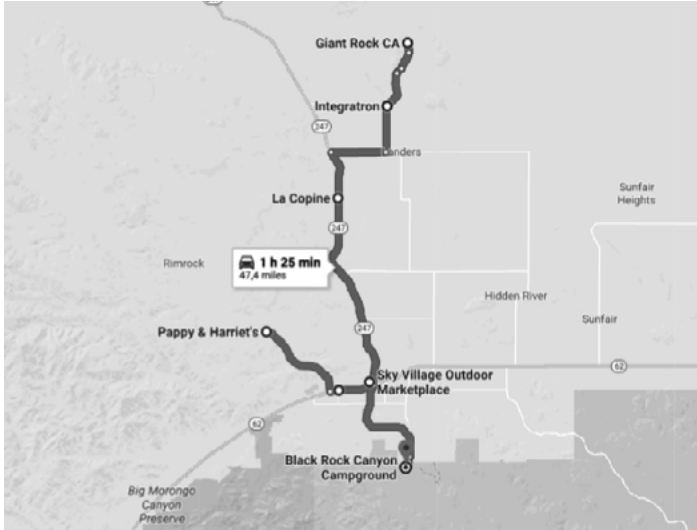 Giant Rock CA
Integratron
247
anders
La Copine
247
Sunfair
Heights
Rimrock
1 h 25 min
47,4 miles
Hidden River
Sunfair
Pappy & Harriet's
247
62
Sky Village Outdoor
Marketplace
62
Black Rock Canyon
Campground
Big Morongo
Canyon
Preserve